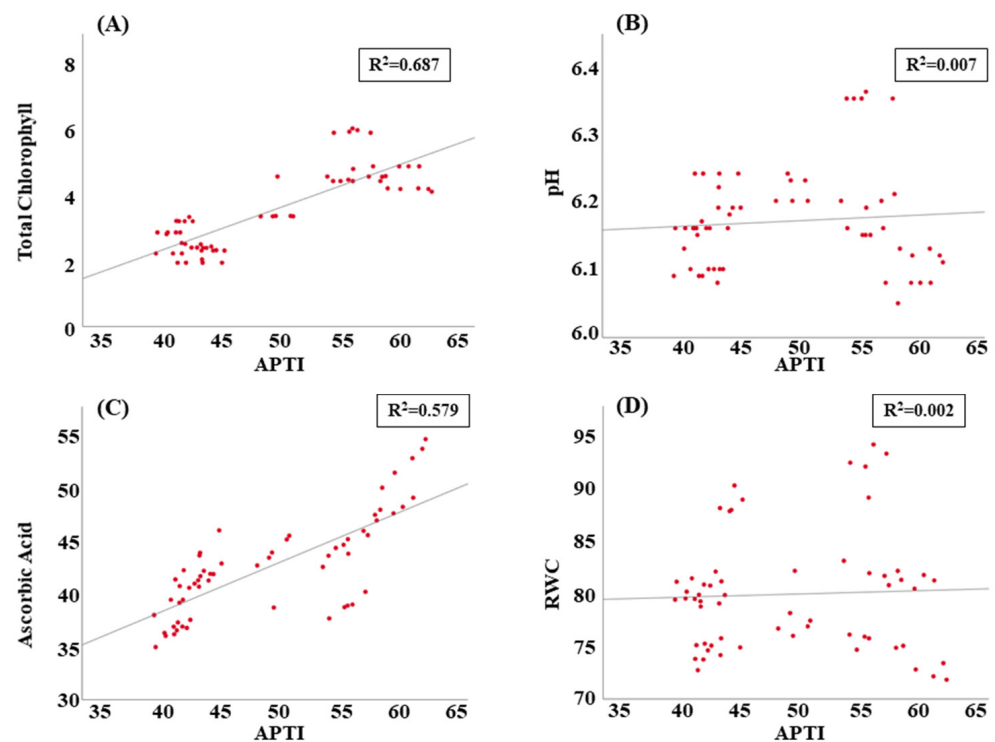 (A)
R²=0.687
Total Chlorophyll
8
6
4
2
0
35 40 45 50 55 60 65
APTI
(B)
R²=0.007
pH
6.4
6.3
6.2
6.1
6.0
35 40 45 50 55 60 65
APTI
(C)
R²=0.579
Ascorbic Acid
55
50
45
40
35
30
35 40 45 50 55 60 65
APTI
(D)
R²=0.002
RWC
95
90
85
80
75
70
35 40 45 50 55 60 65
APTI